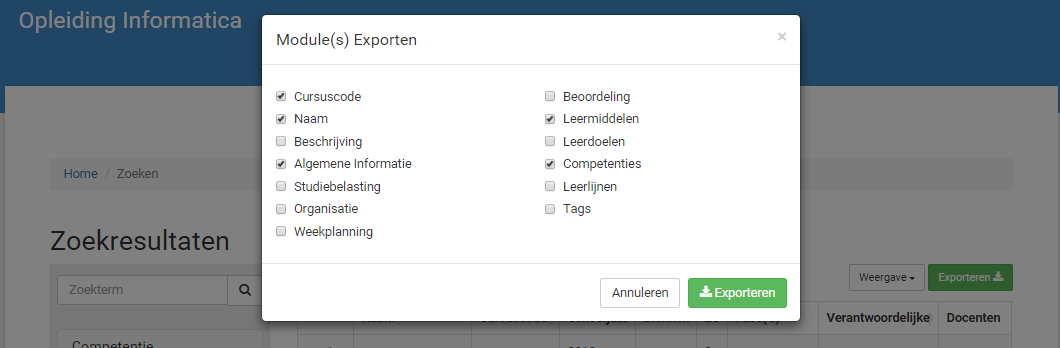 Opleiding Informatica
Module(s) Exporten
×
Cursuscode
Naam
Beschrijving
Algemene Informatie
Studiebelasting
Organisatie
Weekplanning
Beoordeling
Leermiddelen
Leerdoelen
Competenties
Leerlijnen
Tags
Annuleren
Exporteren
Home / Zoeken
Zoekresultaten
Zoekterm
Weergave
Exporteren
Verantwoordelijke
Docenten
Competentie